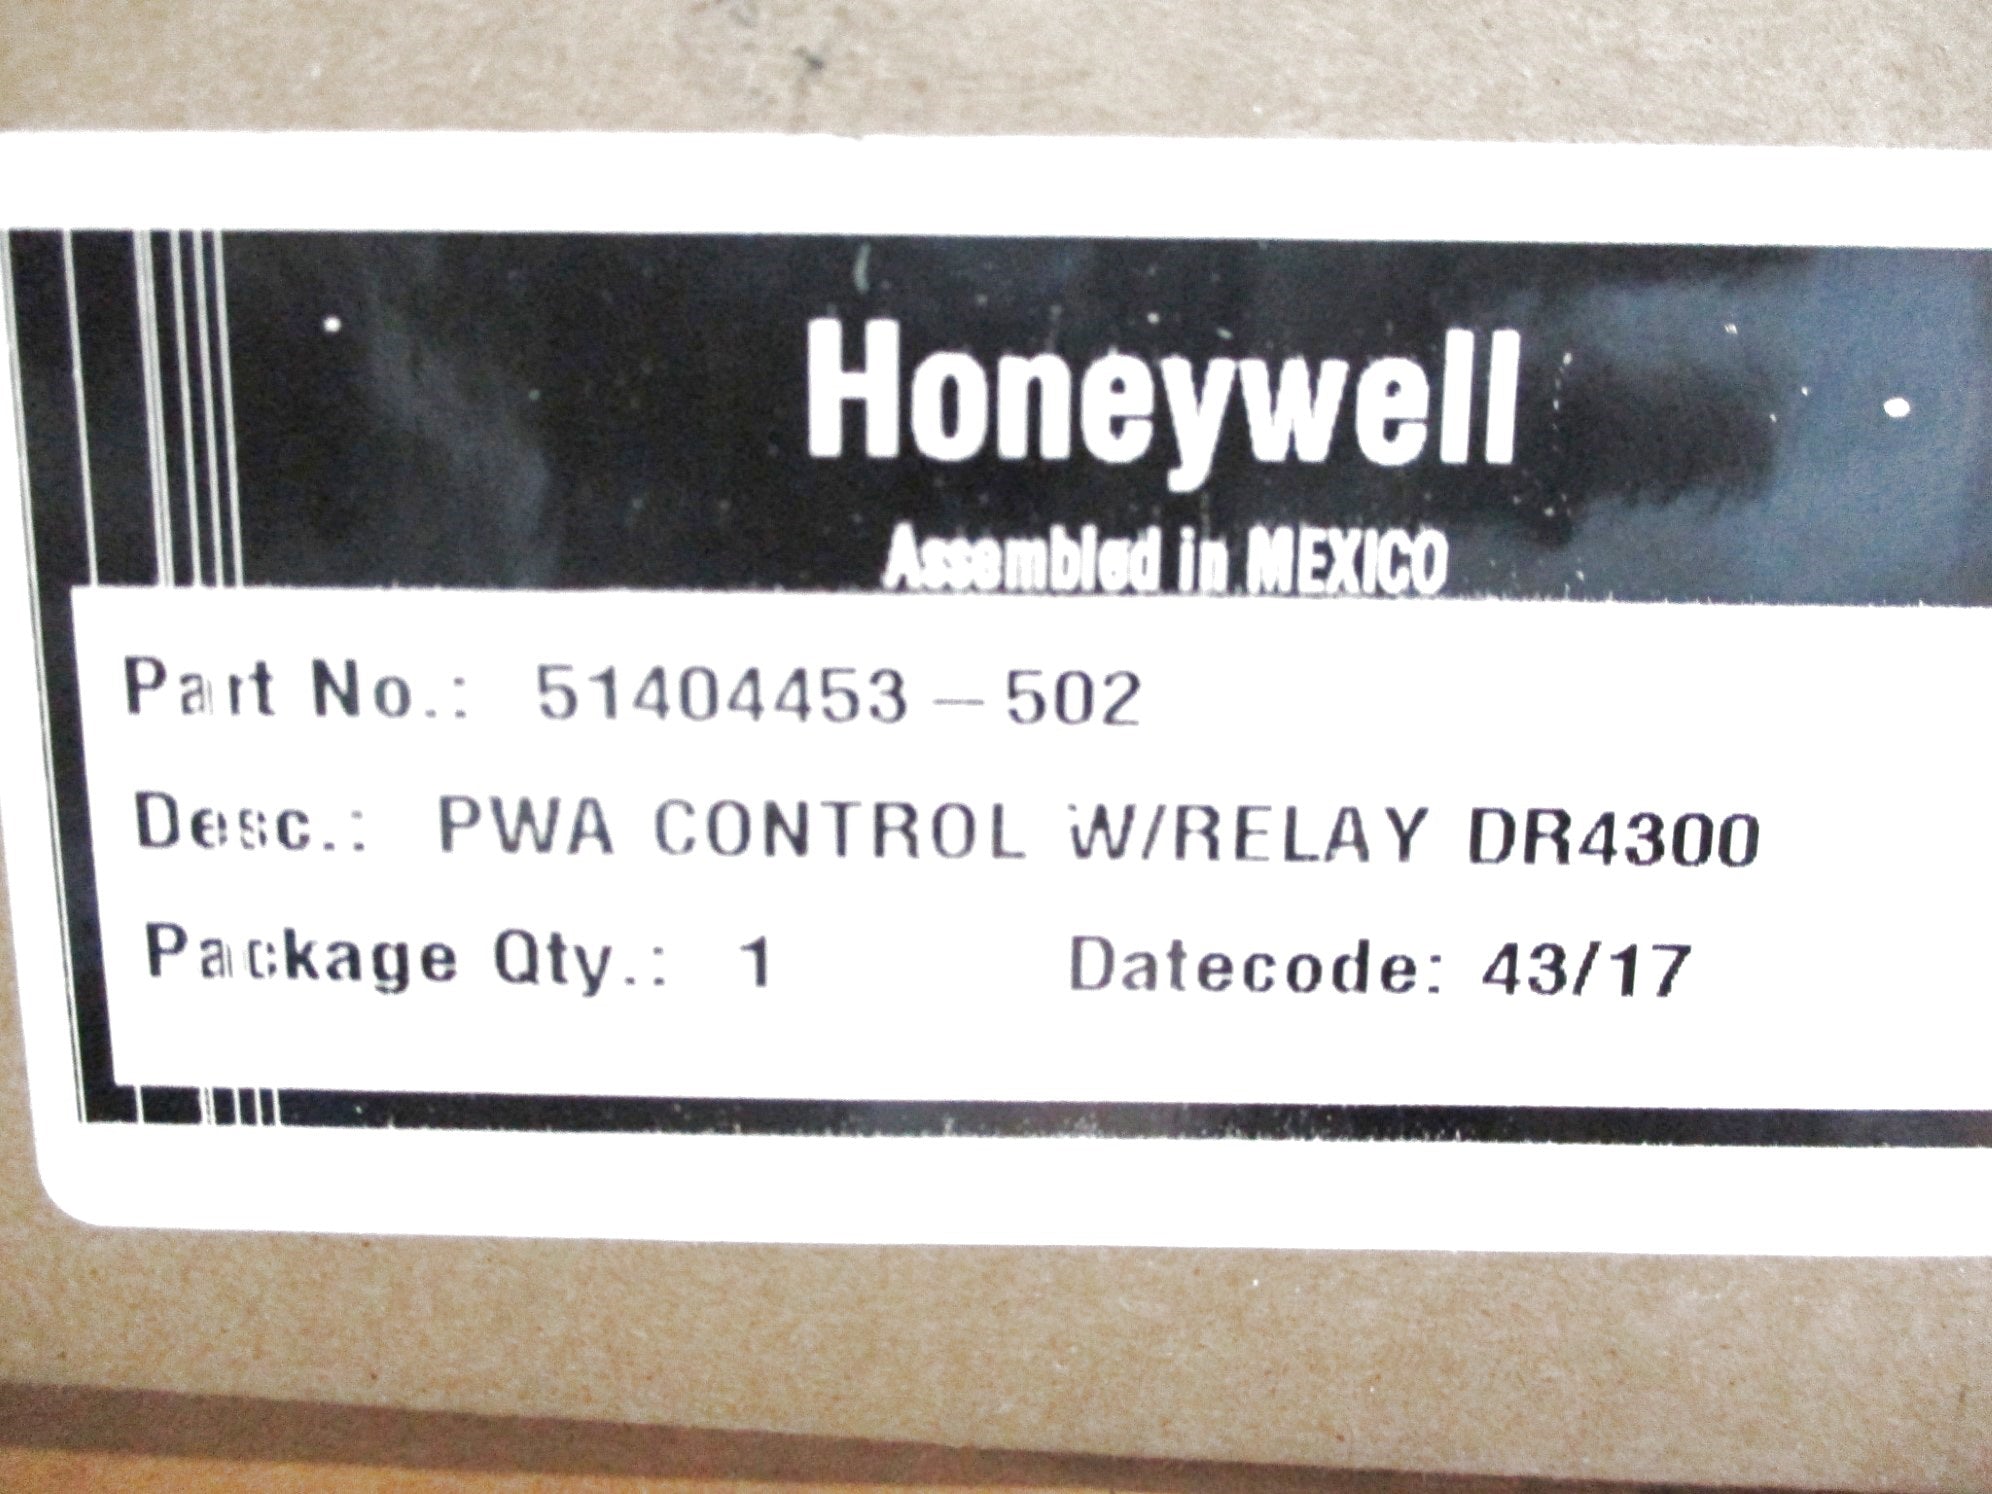 Honeywell
Assembled in MEXICO
Part No.: 51404453-502
Desc.: PWA CONTROL W/RELAY DR4300
Package Qty.: 1 Datecode: 43/17